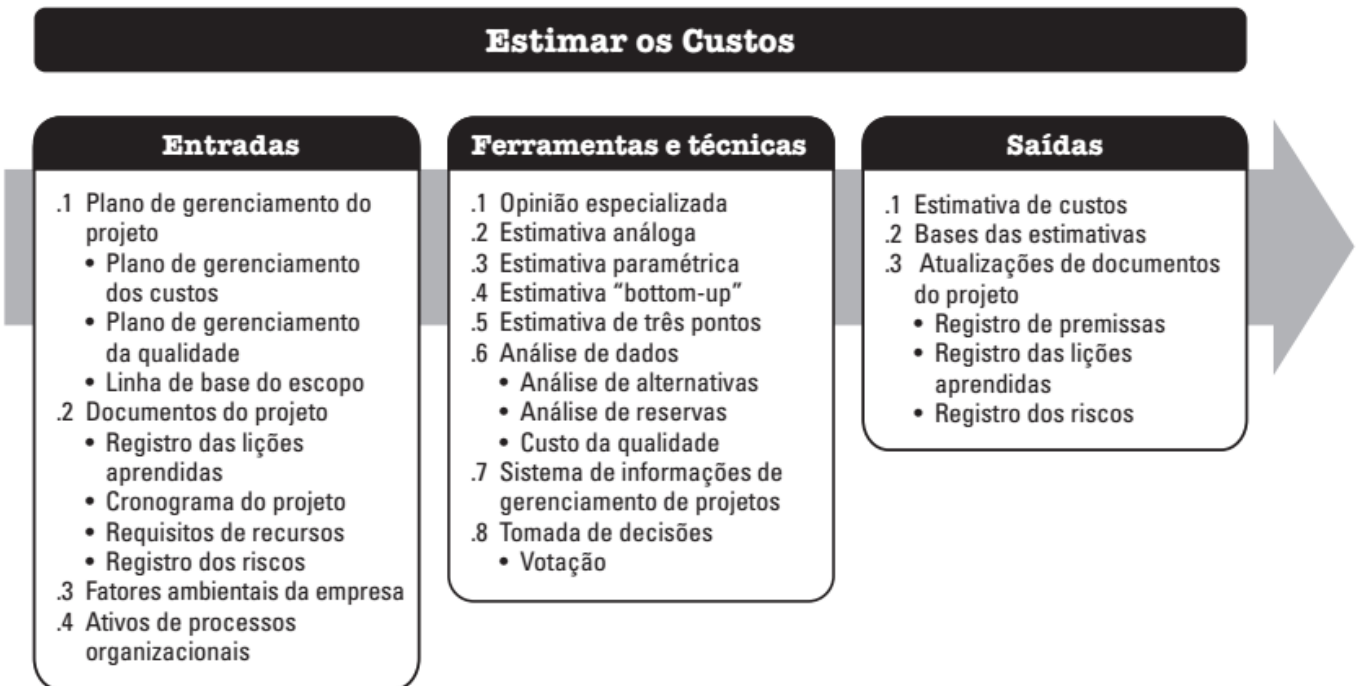 Estimar os Custos
Entradas
.1 Plano de gerenciamento do
projeto
• Plano de gerenciamento
dos custos
• Plano de gerenciamento
da qualidade
• Linha de base do escopo
.2 Documentos do projeto
• Registro das lições
aprendidas
• Cronograma do projeto
• Requisitos de recursos
• Registro dos riscos
.3 Fatores ambientais da empresa
.4 Ativos de processos
organizacionais
Ferramentas e técnicas
.1 Opinião especializada
.2 Estimativa análoga
.3 Estimativa paramétrica
.4 Estimativa “bottom-up”
.5 Estimativa de três pontos
.6 Análise de dados
• Análise de alternativas
• Análise de reservas
• Custo da qualidade
.7 Sistema de informações de
gerenciamento de projetos
.8 Tomada de decisões
• Votação
Saídas
.1 Estimativa de custos
.2 Bases das estimativas
.3 Atualizações de documentos
do projeto
• Registro de premissas
• Registro das lições
aprendidas
• Registro dos riscos